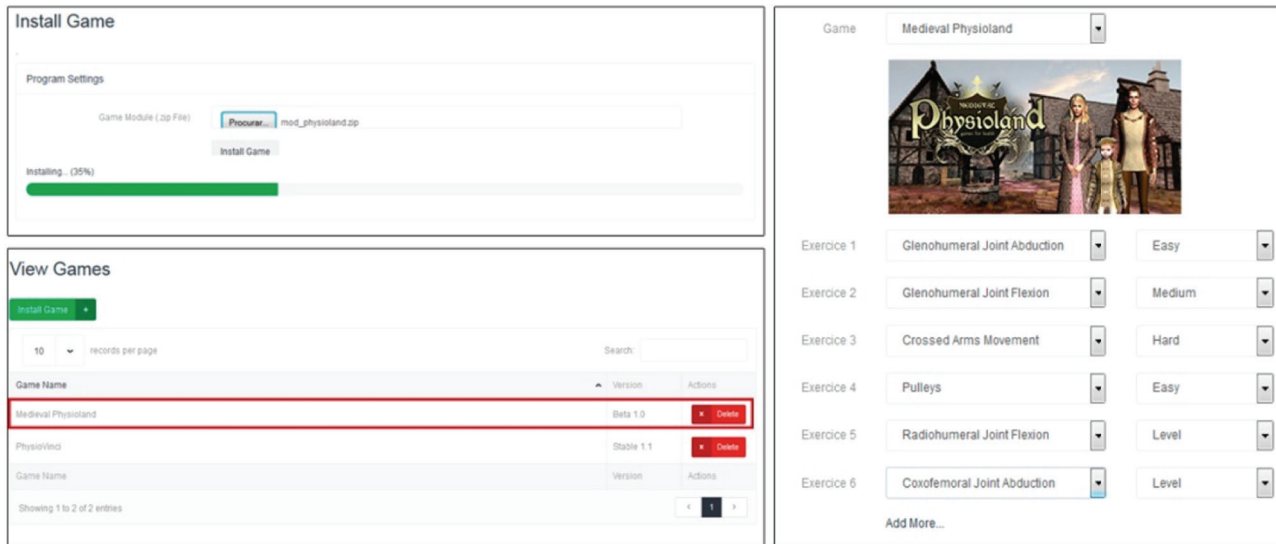 Install Game
Program Settings
Game Module (.zip File) Procurar... mod_physioland.zip
Install Game
Installing... (35%)
View Games
Install Game +
10 records per page Search:
Game Name Version Actions
Medieval Physioland Beta 1.0 x Delete
PhysioVinci Stable 1.1 x Delete
Game Name Version Actions
Showing 1 to 2 of 2 entries < 1 >
Game Medieval Physioland
MEDIEVAL
Physioland
games for health
Exercice 1 Glenohumeral Joint Abduction Easy
Exercice 2 Glenohumeral Joint Flexion Medium
Exercice 3 Crossed Arms Movement Hard
Exercice 4 Pulleys Easy
Exercice 5 Radiohumeral Joint Flexion Level
Exercice 6 Coxofemoral Joint Abduction Level
Add More...